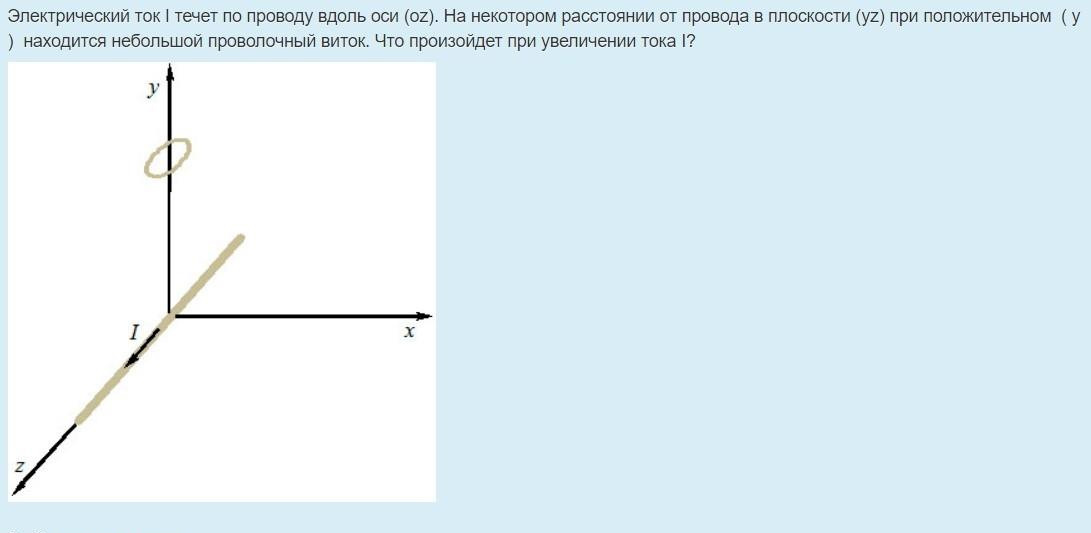 Электрический ток I течет по проводу вдоль оси (oz). На некотором расстоянии от провода в плоскости (yz) при положительном ( y
) находится небольшой проволочный виток. Что произойдет при увеличении тока I?
y
I
x
z